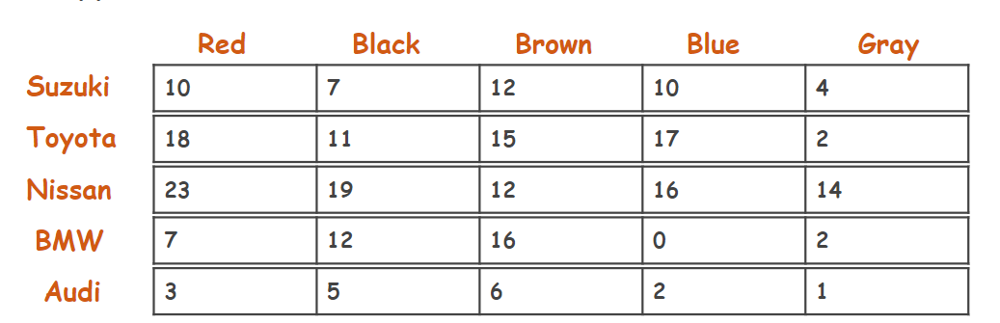 Red Black Brown Blue Gray
Suzuki 10 7 12 10 4
Toyota 18 11 15 17 2
Nissan 23 19 12 16 14
BMW 7 12 16 0 2
Audi 3 5 6 2 1